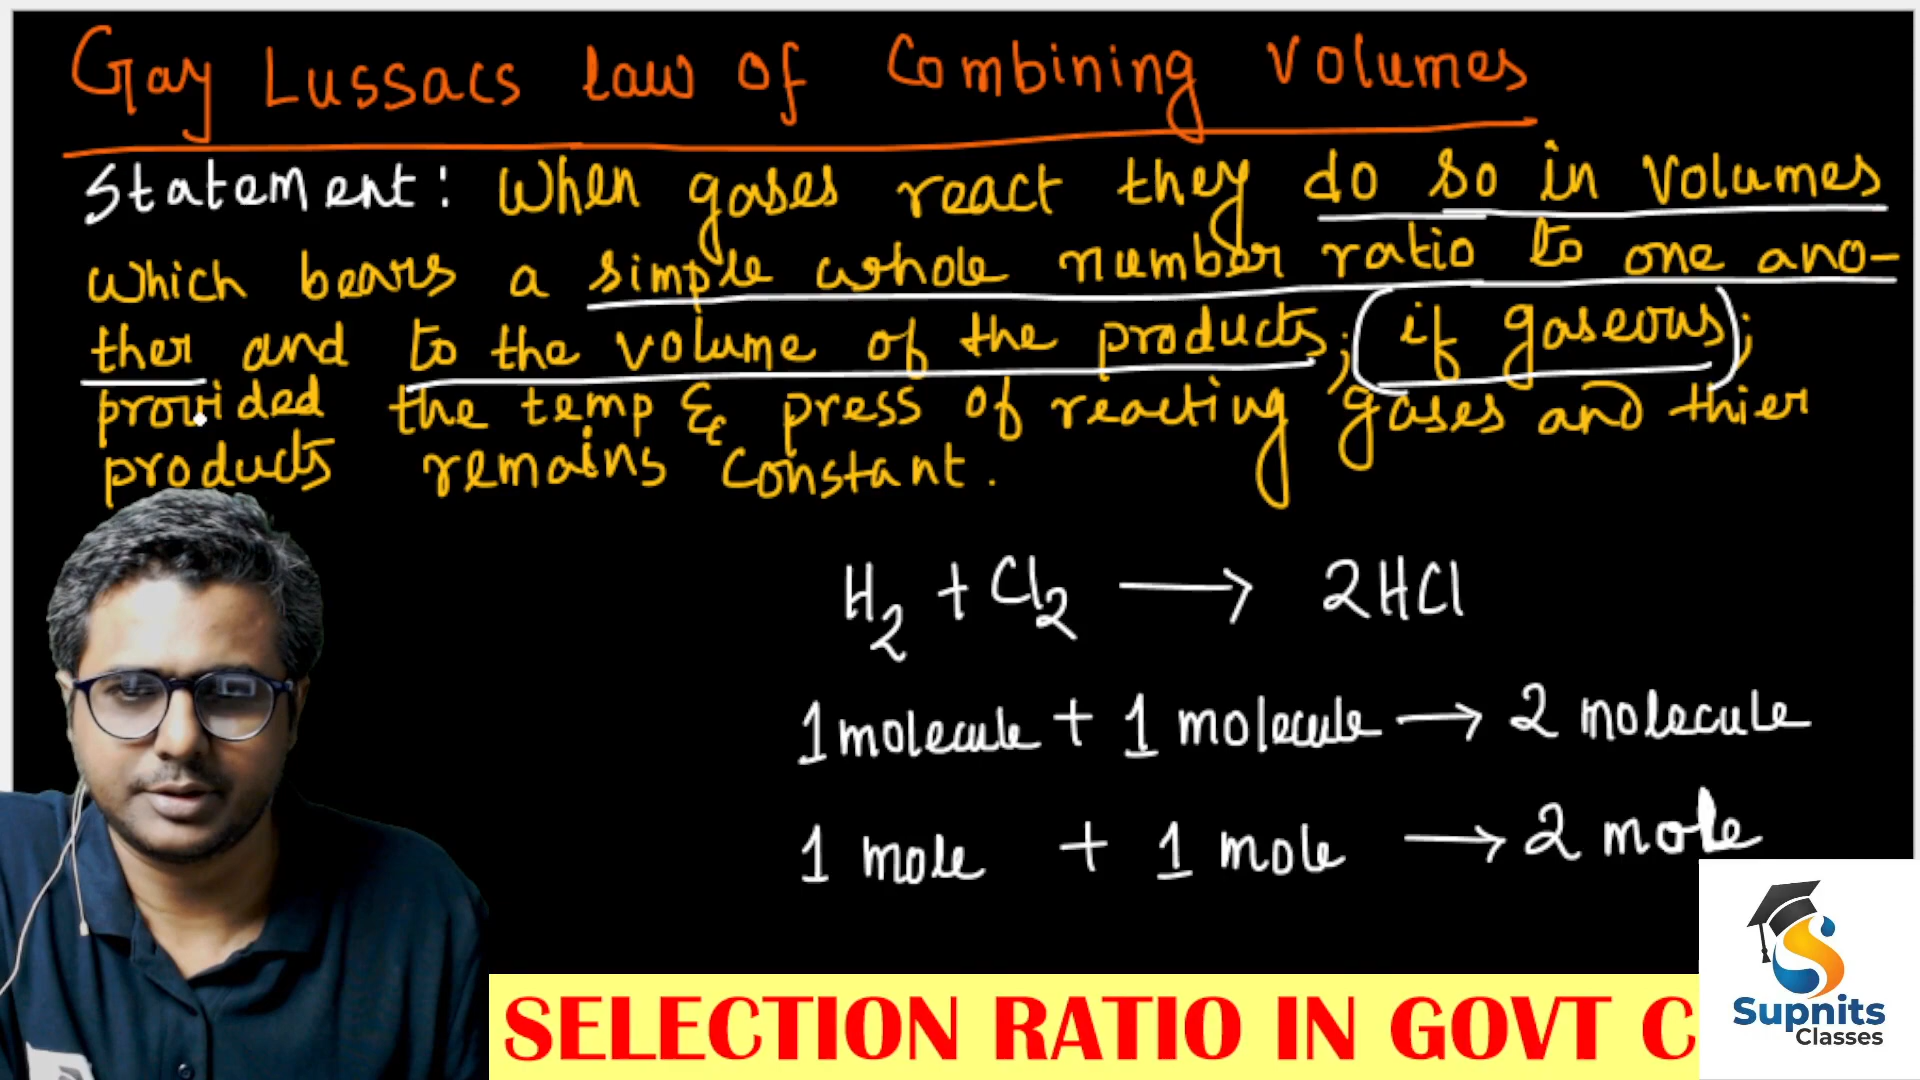 Gay Lussacs law of Combining Volumes
Statement: When gases react they do so in volumes
which bears a simple whole number ratio to one ano-
ther and to the volume of the products; (if gaseous);
provided the temp & press of reacting gases and thier
products remains constant.
H₂ + Cl₂ ⟶ 2HCl
1 molecule + 1 molecule ⟶ 2 molecule
1 mole + 1 mole ⟶ 2 mole
SELECTION RATIO IN GOVT C
Supnits
Classes